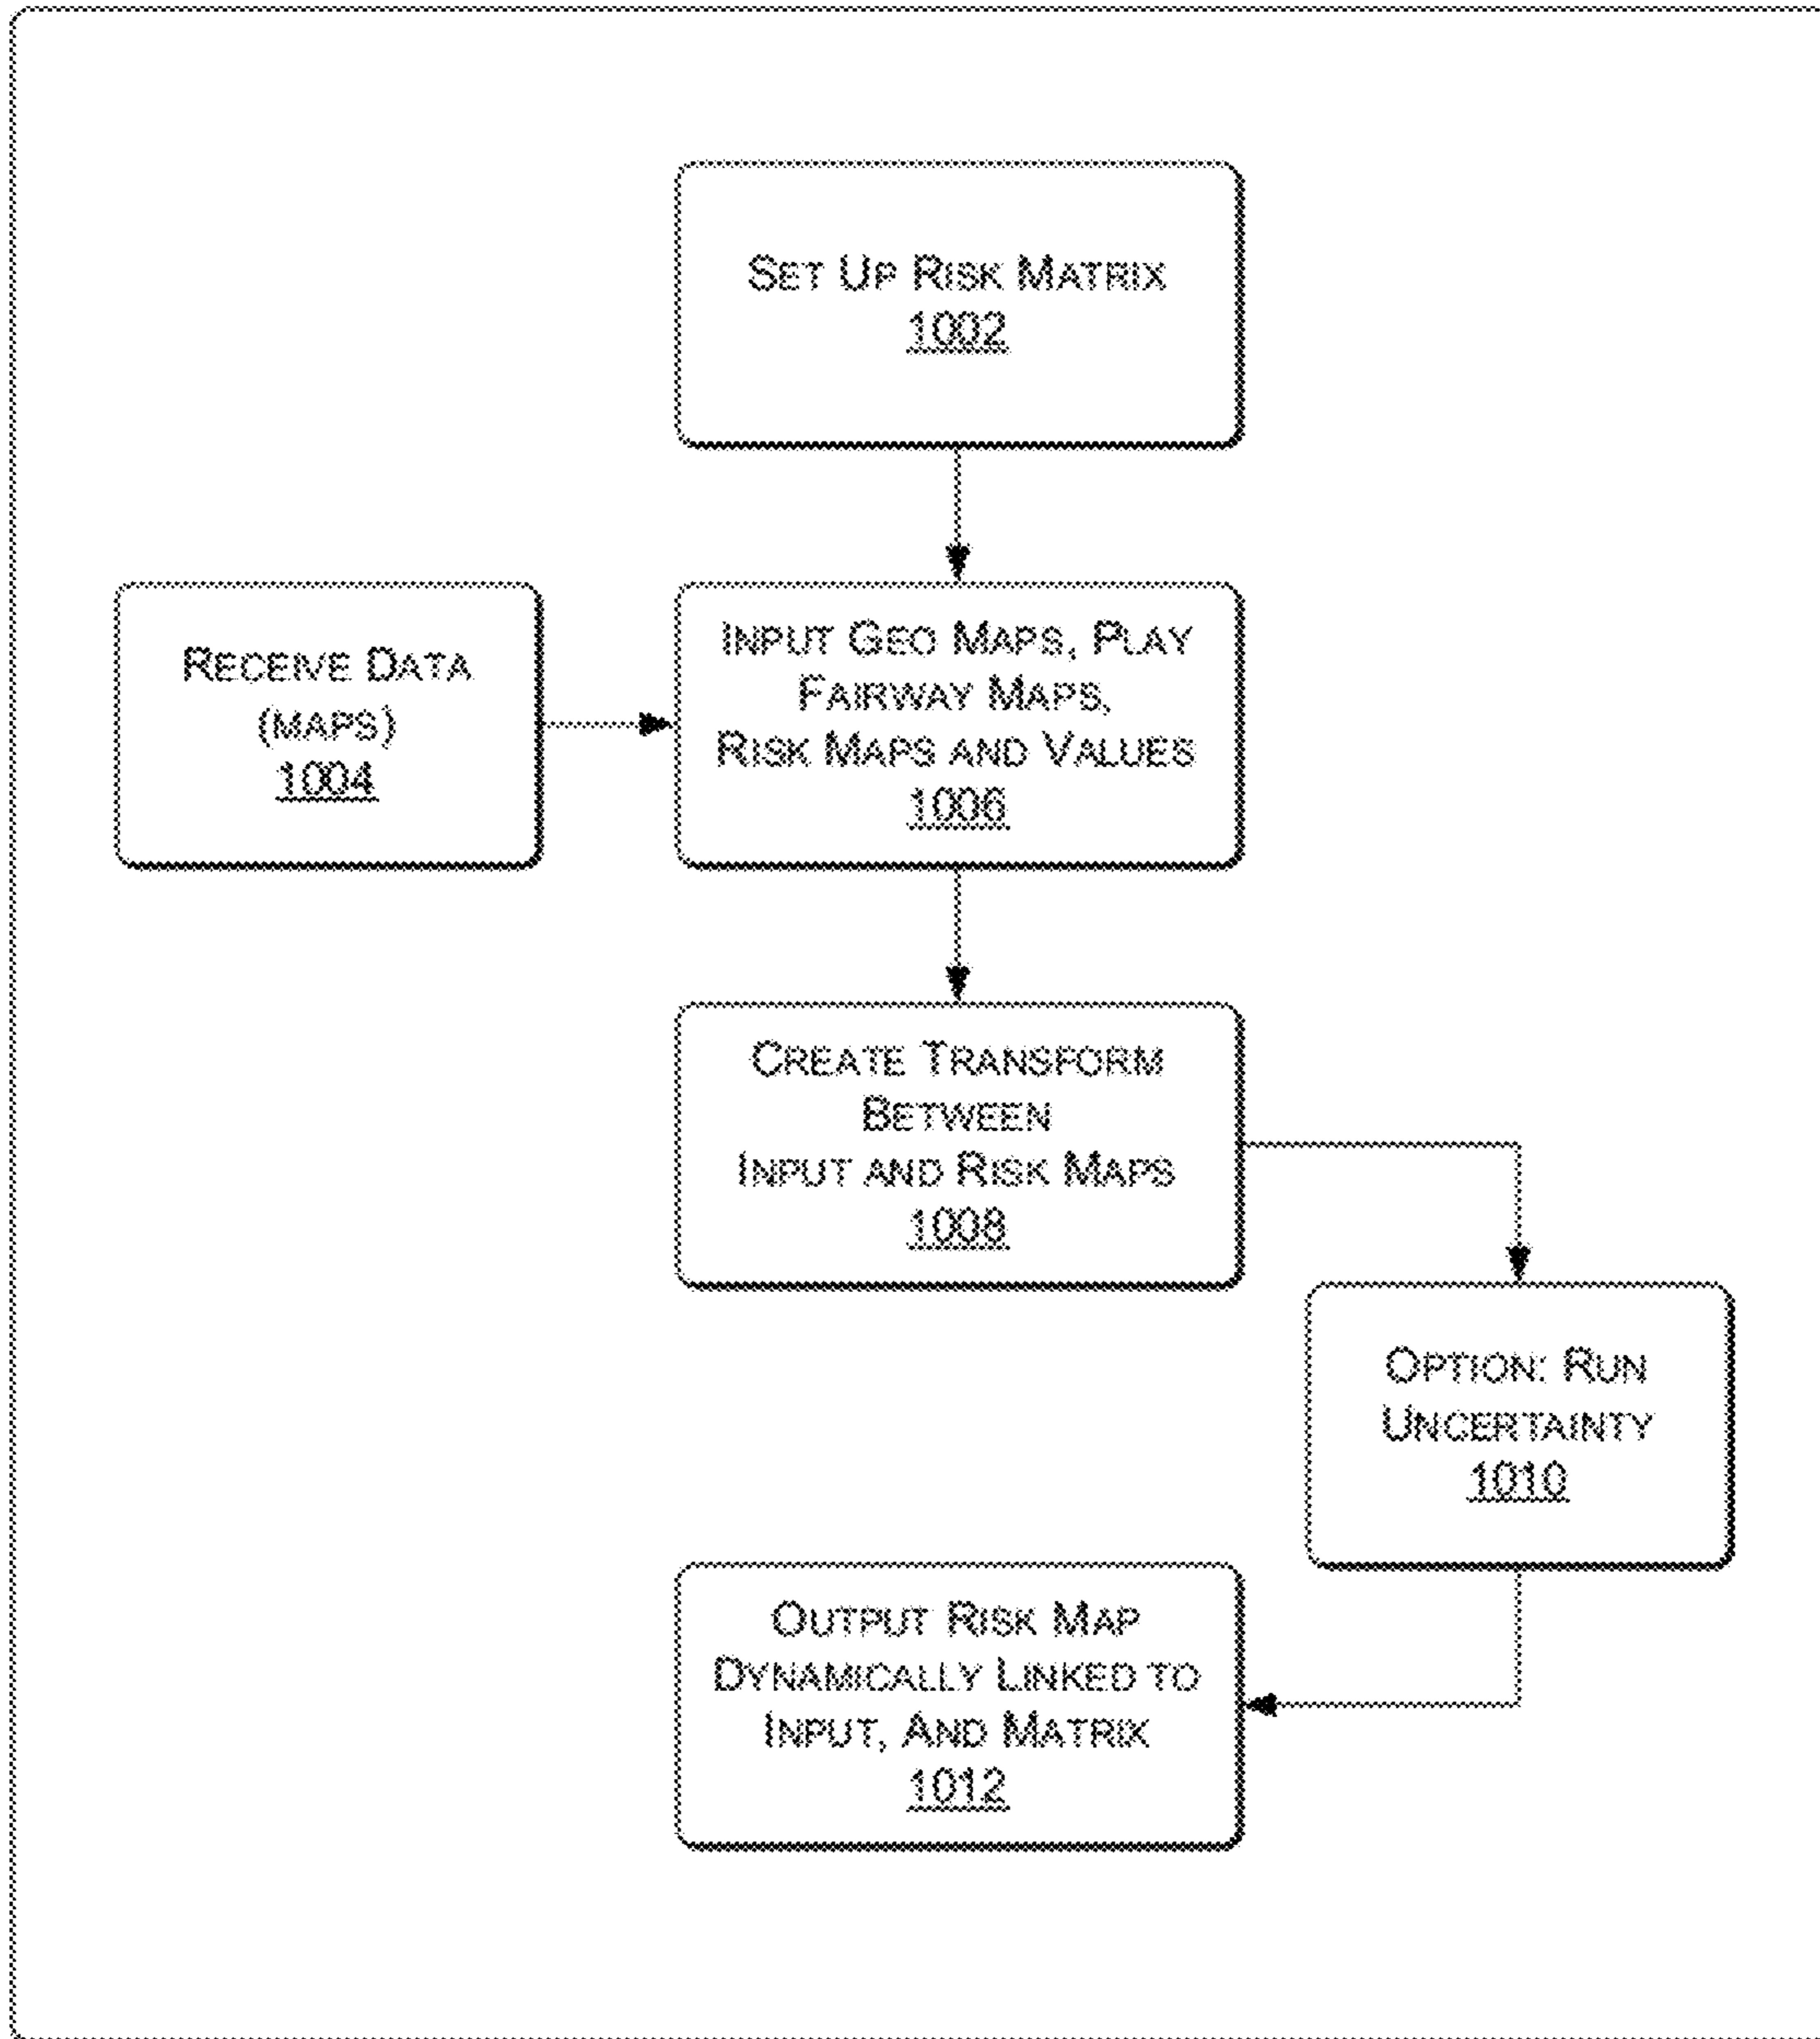 SET UP RISK MATRIX
1002
RECEIVE DATA
(MAPS)
1004
INPUT GEO MAPS, PLAY
FAIRWAY MAPS,
RISK MAPS AND VALUES
1006
CREATE TRANSFORM
BETWEEN
INPUT AND RISK MAPS
1008
OPTION: RUN
UNCERTAINTY
1010
OUTPUT RISK MAP
DYNAMICALLY LINKED TO
INPUT, AND MATRIX
1012